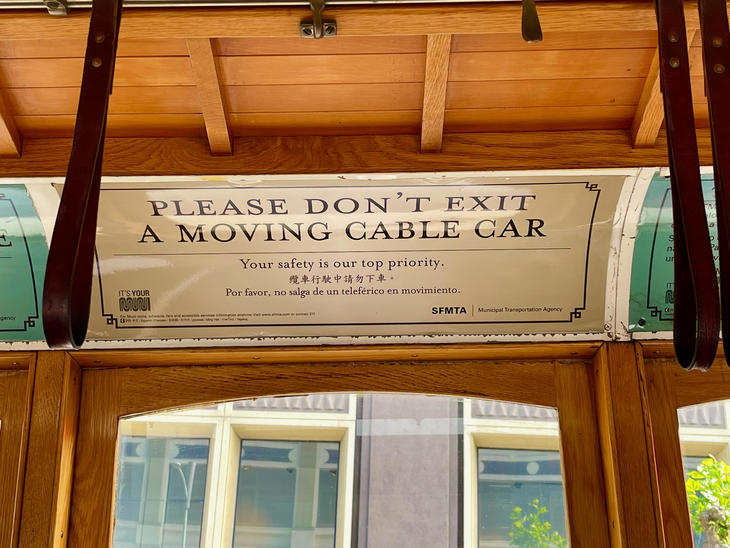 PLEASE DON'T EXIT
A MOVING CABLE CAR
Your safety is our top priority.
纜車行駛中請勿下車。
Por favor, no salga de un teleférico en movimiento.
IT'S YOUR
MUNI
SFMTA | Municipal Transportation Agency